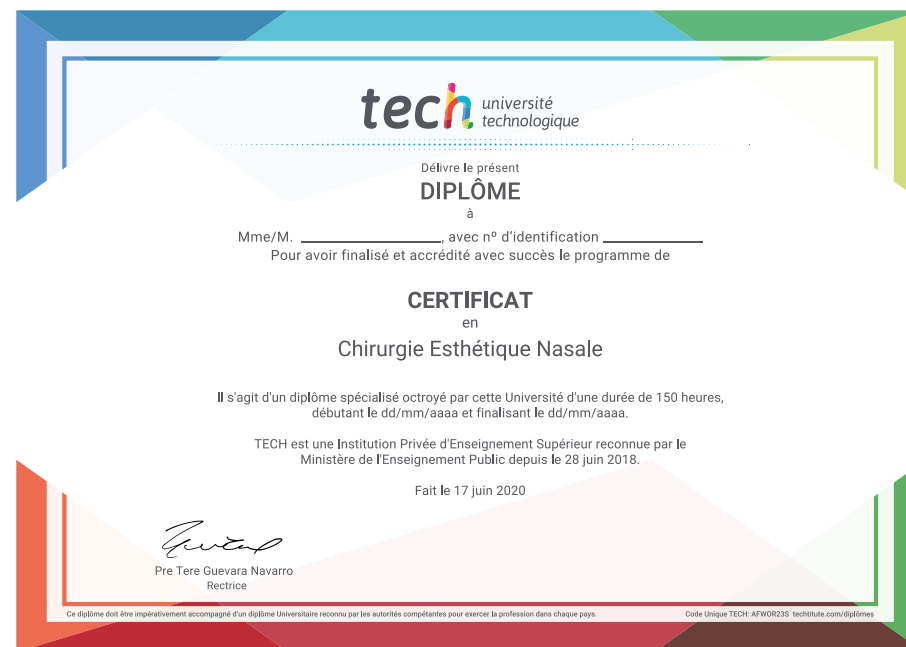 tech université
technologique
Délivre le présent
DIPLÔME
à
Mme/M. ____________________, avec nº d'identification ______________
Pour avoir finalisé et accrédité avec succès le programme de
CERTIFICAT
en
Chirurgie Esthétique Nasale
Il s'agit d'un diplôme spécialisé octroyé par cette Université d'une durée de 150 heures,
débutant le dd/mm/aaaa et finalisant le dd/mm/aaaa.
TECH est une Institution Privée d'Enseignement Supérieur reconnue par le
Ministère de l'Enseignement Public depuis le 28 juin 2018.
Fait le 17 juin 2020
Pre Tere Guevara Navarro
Rectrice
Ce diplôme doit être impérativement accompagné d'un diplôme Universitaire reconnu par les autorités compétantes pour exercer la profession dans chaque pays.
Code Unique TECH: AFWOR23S techtitute.com/diplômes